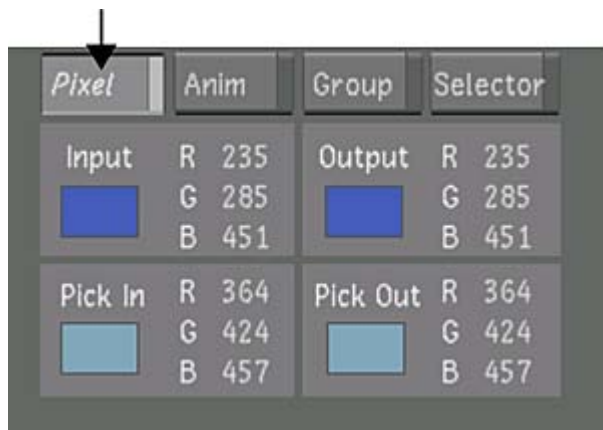 Pixel Anim Group Selector
Input R 235 Output R 235
G 285 G 285
B 451 B 451
Pick In R 364 Pick Out R 364
G 424 G 424
B 457 B 457